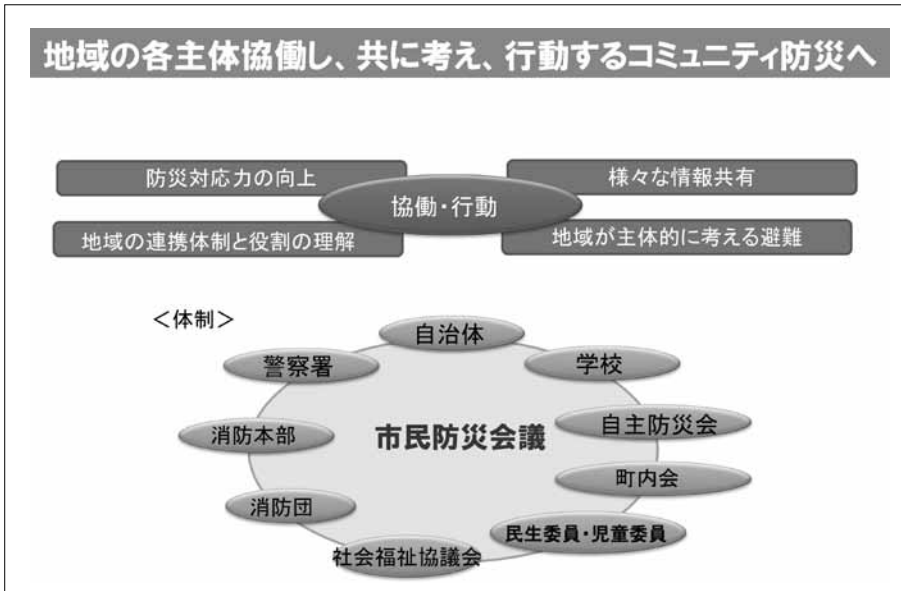 地域の各主体協働し、共に考え、行動するコミュニティ防災へ
防災対応力の向上
様々な情報共有
協働・行動
地域の連携体制と役割の理解
地域が主体的に考える避難
<体制>
自治体
警察署
学校
消防本部
市民防災会議
自主防災会
町内会
消防団
民生委員・児童委員
社会福祉協議会